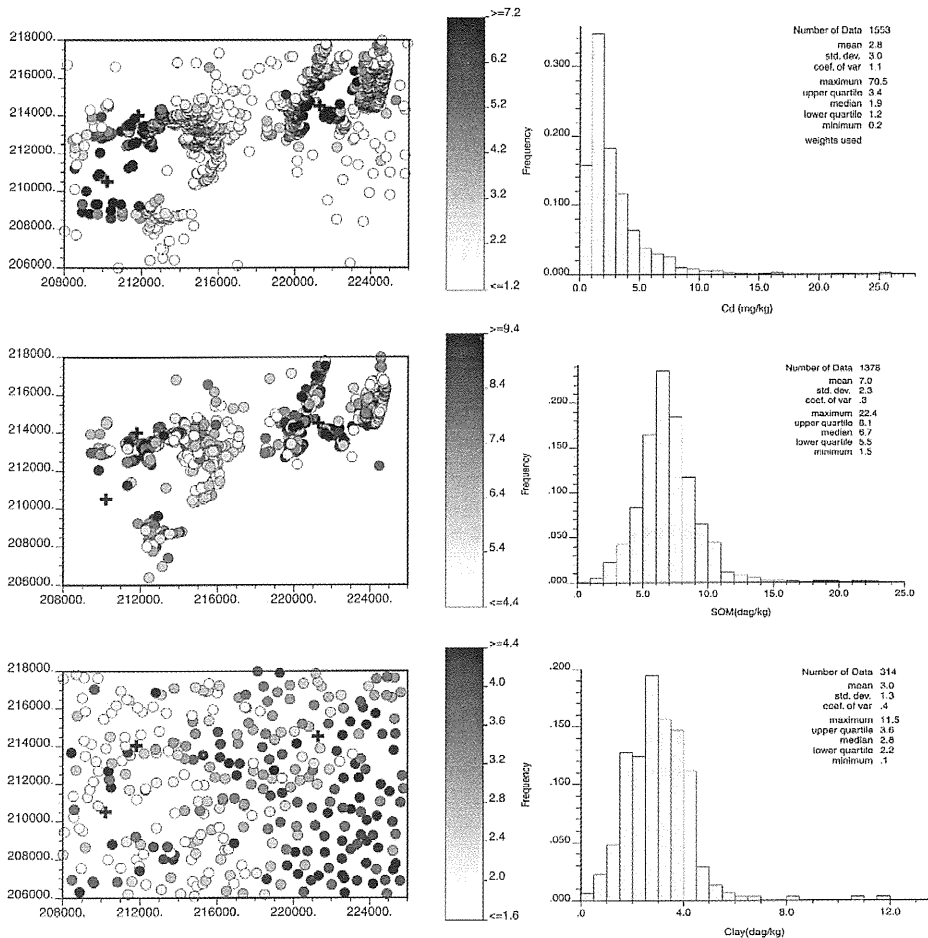 218000.
216000.
214000.
212000.
210000.
208000.
206000.
208000. 212000. 216000. 220000. 224000.
>=7.2
6.2
5.2
4.2
3.2
2.2
<=1.2
Frequency
0.300
0.200
0.100
0.000
0.0 5.0 10.0 15.0 20.0 25.0
Cd (mg/kg)
Number of Data 1553
mean 2.8
std. dev. 3.0
coef. of var 1.1
maximum 70.5
upper quartile 3.4
median 1.9
lower quartile 1.2
minimum 0.2
weights used
218000.
216000.
214000.
212000.
210000.
208000.
206000.
208000. 212000. 216000. 220000. 224000.
>=9.4
8.4
7.4
6.4
5.4
<=4.4
Frequency
.200
.150
.100
.050
.000
.0 5.0 10.0 15.0 20.0 25.0
SOM(dag/kg)
Number of Data 1378
mean 7.0
std. dev. 2.3
coef. of var .3
maximum 22.4
upper quartile 8.1
median 6.7
lower quartile 5.5
minimum 1.5
218000.
216000.
214000.
212000.
210000.
208000.
206000.
208000. 212000. 216000. 220000. 224000.
>=4.4
4.0
3.6
3.2
2.8
2.4
2.0
<=1.6
Frequency
.200
.150
.100
.050
.000
.0 4.0 8.0 12.0
Clay(dag/kg)
Number of Data 314
mean 3.0
std. dev. 1.3
coef. of var .4
maximum 11.5
upper quartile 3.6
median 2.8
lower quartile 2.2
minimum .1